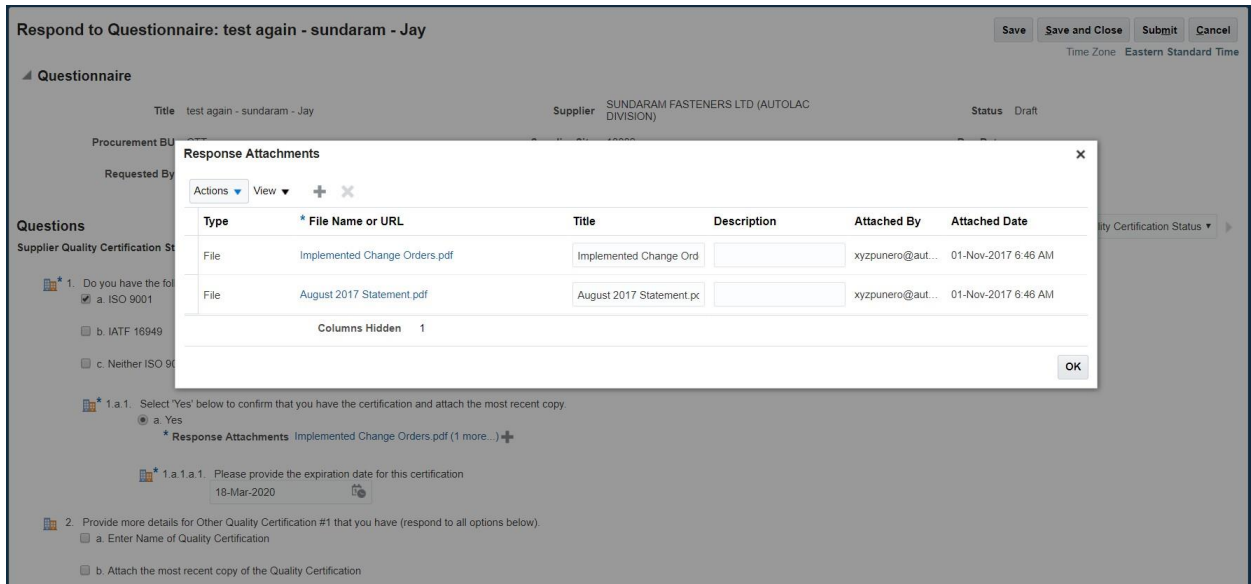 Respond to Questionnaire: test again - sundaram - Jay
Save Save and Close Submit Cancel
Time Zone Eastern Standard Time
Questionnaire
Title test again - sundaram - Jay
Supplier SUNDARAM FASTENERS LTD (AUTOLAC
DIVISION)
Status Draft
Procurement BU
Requested By
Response Attachments
Actions View
Type * File Name or URL Title Description Attached By Attached Date
File Implemented Change Orders.pdf Implemented Change Ord xyzpunero@aut... 01-Nov-2017 6:46 AM
File August 2017 Statement.pdf August 2017 Statement.pc xyzpunero@aut... 01-Nov-2017 6:46 AM
Columns Hidden 1
OK
Questions
ity Certification Status
Supplier Quality Certification St
* 1. Do you have the fol
a. ISO 9001
b. IATF 16949
c. Neither ISO 90
* 1.a.1. Select 'Yes' below to confirm that you have the certification and attach the most recent copy.
a. Yes
* Response Attachments Implemented Change Orders.pdf (1 more...)
* 1.a.1.a.1. Please provide the expiration date for this certification
18-Mar-2020
2. Provide more details for Other Quality Certification #1 that you have (respond to all options below).
a. Enter Name of Quality Certification
b. Attach the most recent copy of the Quality Certification